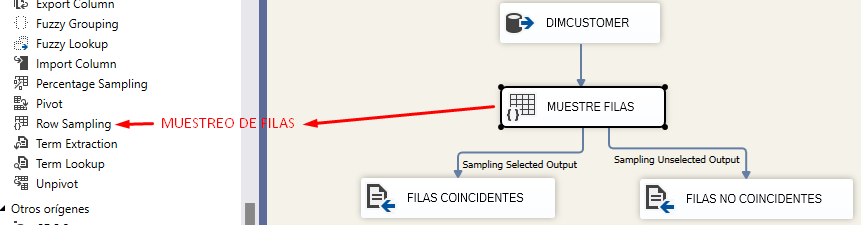 Export Column
Fuzzy Grouping
Fuzzy Lookup
Import Column
Percentage Sampling
Pivot
Row Sampling
Term Extraction
Term Lookup
Unpivot
Otros orígenes
MUESTREO DE FILAS
DIMCUSTOMER
MUESTRE FILAS
Sampling Selected Output
Sampling Unselected Output
FILAS COINCIDENTES
FILAS NO COINCIDENTES